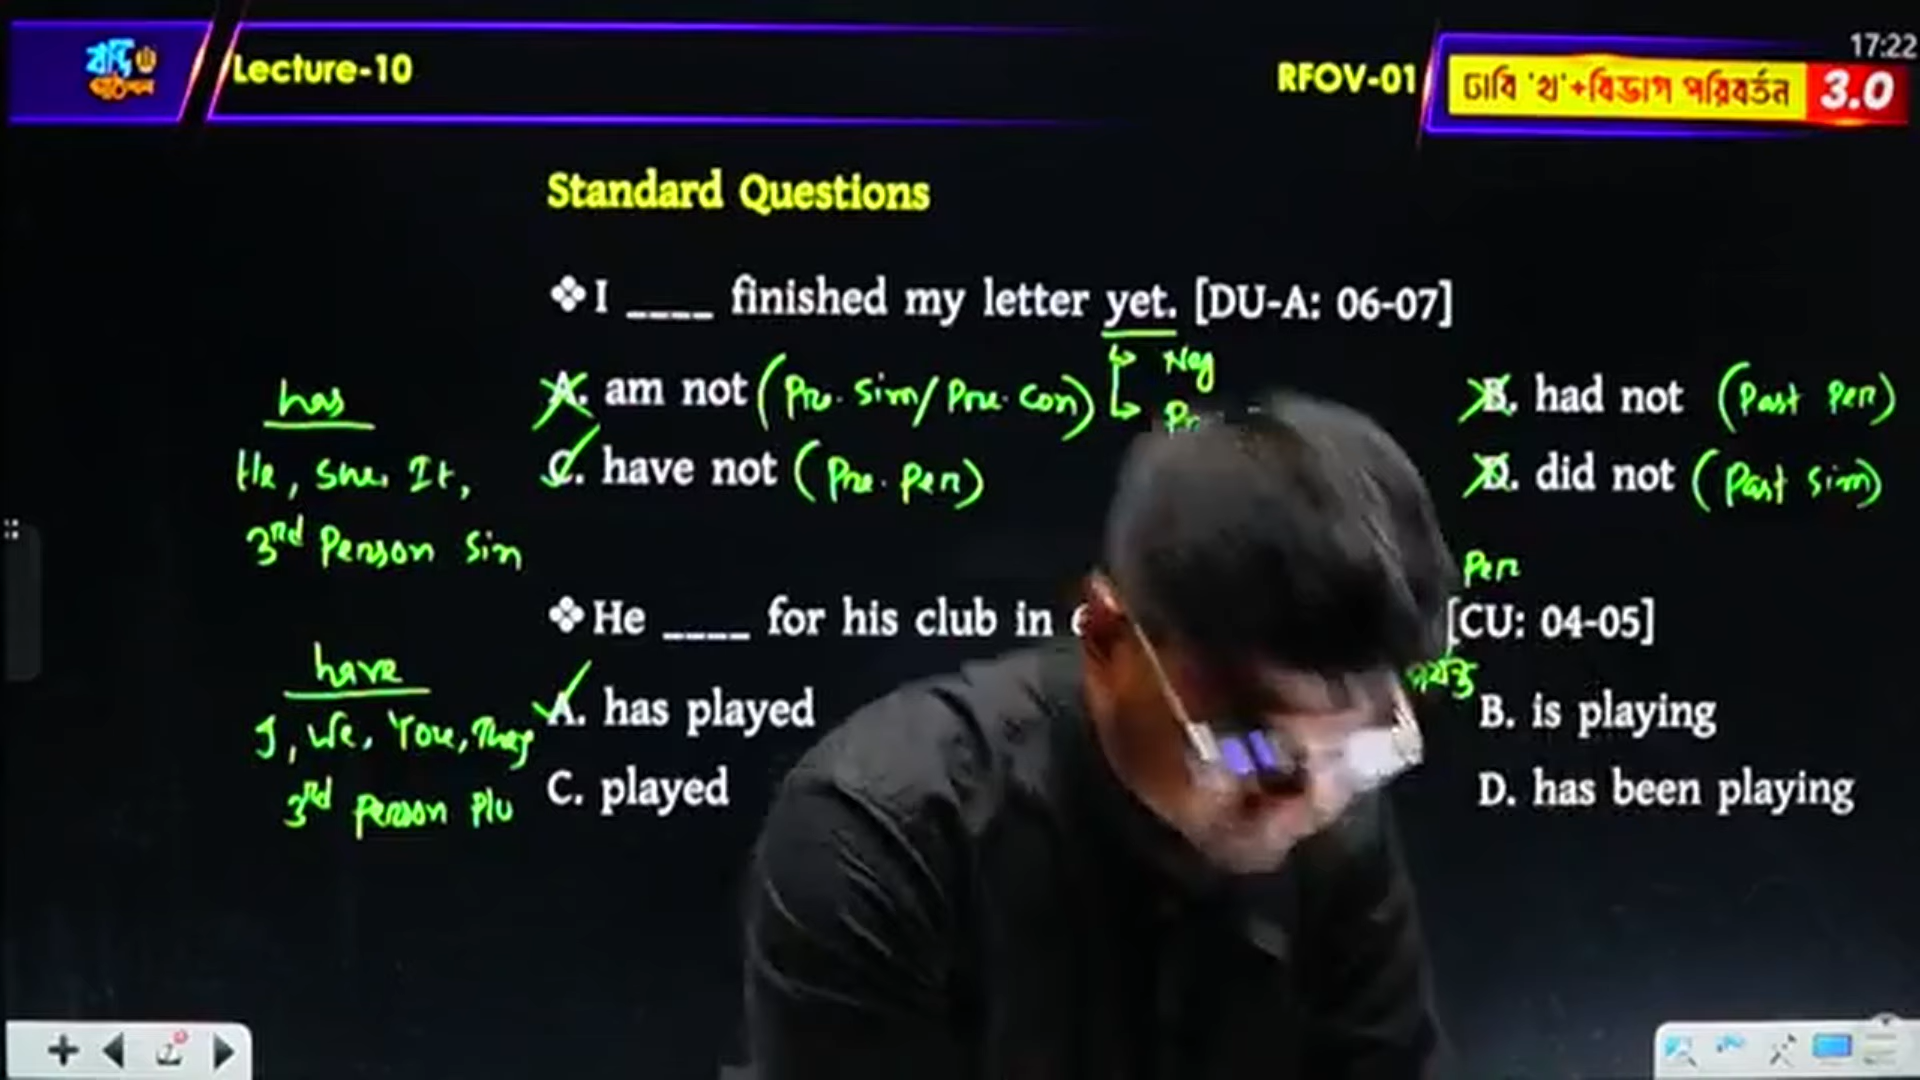 17:22
Lecture-10
RFOV-01
ঢাবি 'খ'+বিভাগ পরিবর্তন 3.0
Standard Questions
❖I ____ finished my letter yet. [DU-A: 06-07]
Neg
A. am not (Pre. Sim/Pre. Con)
B. had not (Past Per)
C. have not (Pre. Per)
D. did not (Past Sim)
has
He, She, It,
3rd Person Sin
Per
❖He ____ for his club in
[CU: 04-05]
have
I, We, You, They
3rd person Plu
A. has played
B. is playing
C. played
D. has been playing